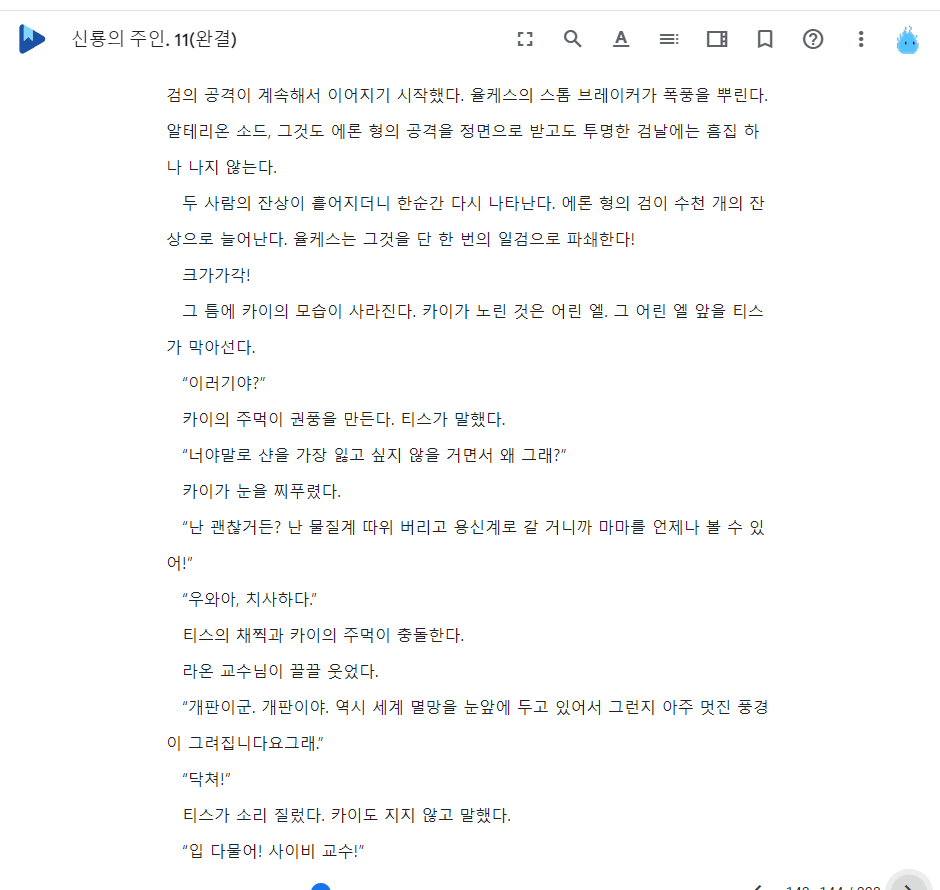 신룡의 주인. 11(완결)
검의 공격이 계속해서 이어지기 시작했다. 율케스의 스톰 브레이커가 폭풍을 뿌린다.
알테리온 소드, 그것도 에론 형의 공격을 정면으로 받고도 투명한 검날에는 흠집 하
나 나지 않는다.
두 사람의 잔상이 흩어지더니 한순간 다시 나타난다. 에론 형의 검이 수천 개의 잔
상으로 늘어난다. 율케스는 그것을 단 한 번의 일검으로 파쇄한다!
크가가각!
그 틈에 카이의 모습이 사라진다. 카이가 노린 것은 어린 엘. 그 어린 엘 앞을 티스
가 막아선다.
“이러기야?”
카이의 주먹이 권풍을 만든다. 티스가 말했다.
“너야말로 샨을 가장 잃고 싶지 않을 거면서 왜 그래?”
카이가 눈을 찌푸렸다.
“난 괜찮거든? 난 물질계 따위 버리고 용신계로 갈 거니까 마마를 언제나 볼 수 있
어!”
“우와아, 치사하다.”
티스의 채찍과 카이의 주먹이 충돌한다.
라온 교수님이 끌끌 웃었다.
“개판이군. 개판이야. 역시 세계 멸망을 눈앞에 두고 있어서 그런지 아주 멋진 풍경
이 그려집니다요그래.”
“닥쳐!”
티스가 소리 질렀다. 카이도 지지 않고 말했다.
“입 다물어! 사이비 교수!”